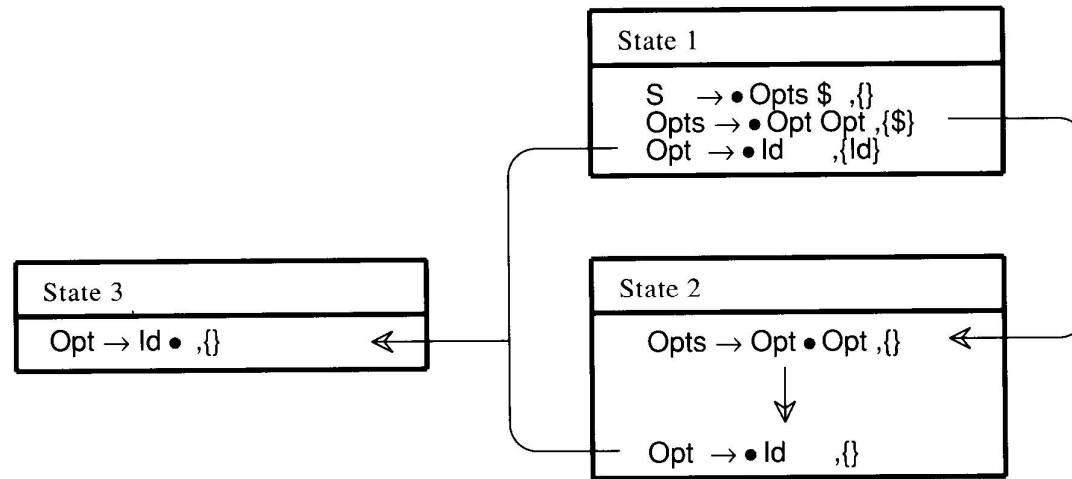 State 1
S → • Opts $ ,{}
Opts → • Opt Opt ,{$}
Opt → • Id ,{Id}
State 3
Opt → Id • ,{}
State 2
Opts → Opt • Opt ,{}
Opt → • Id ,{}